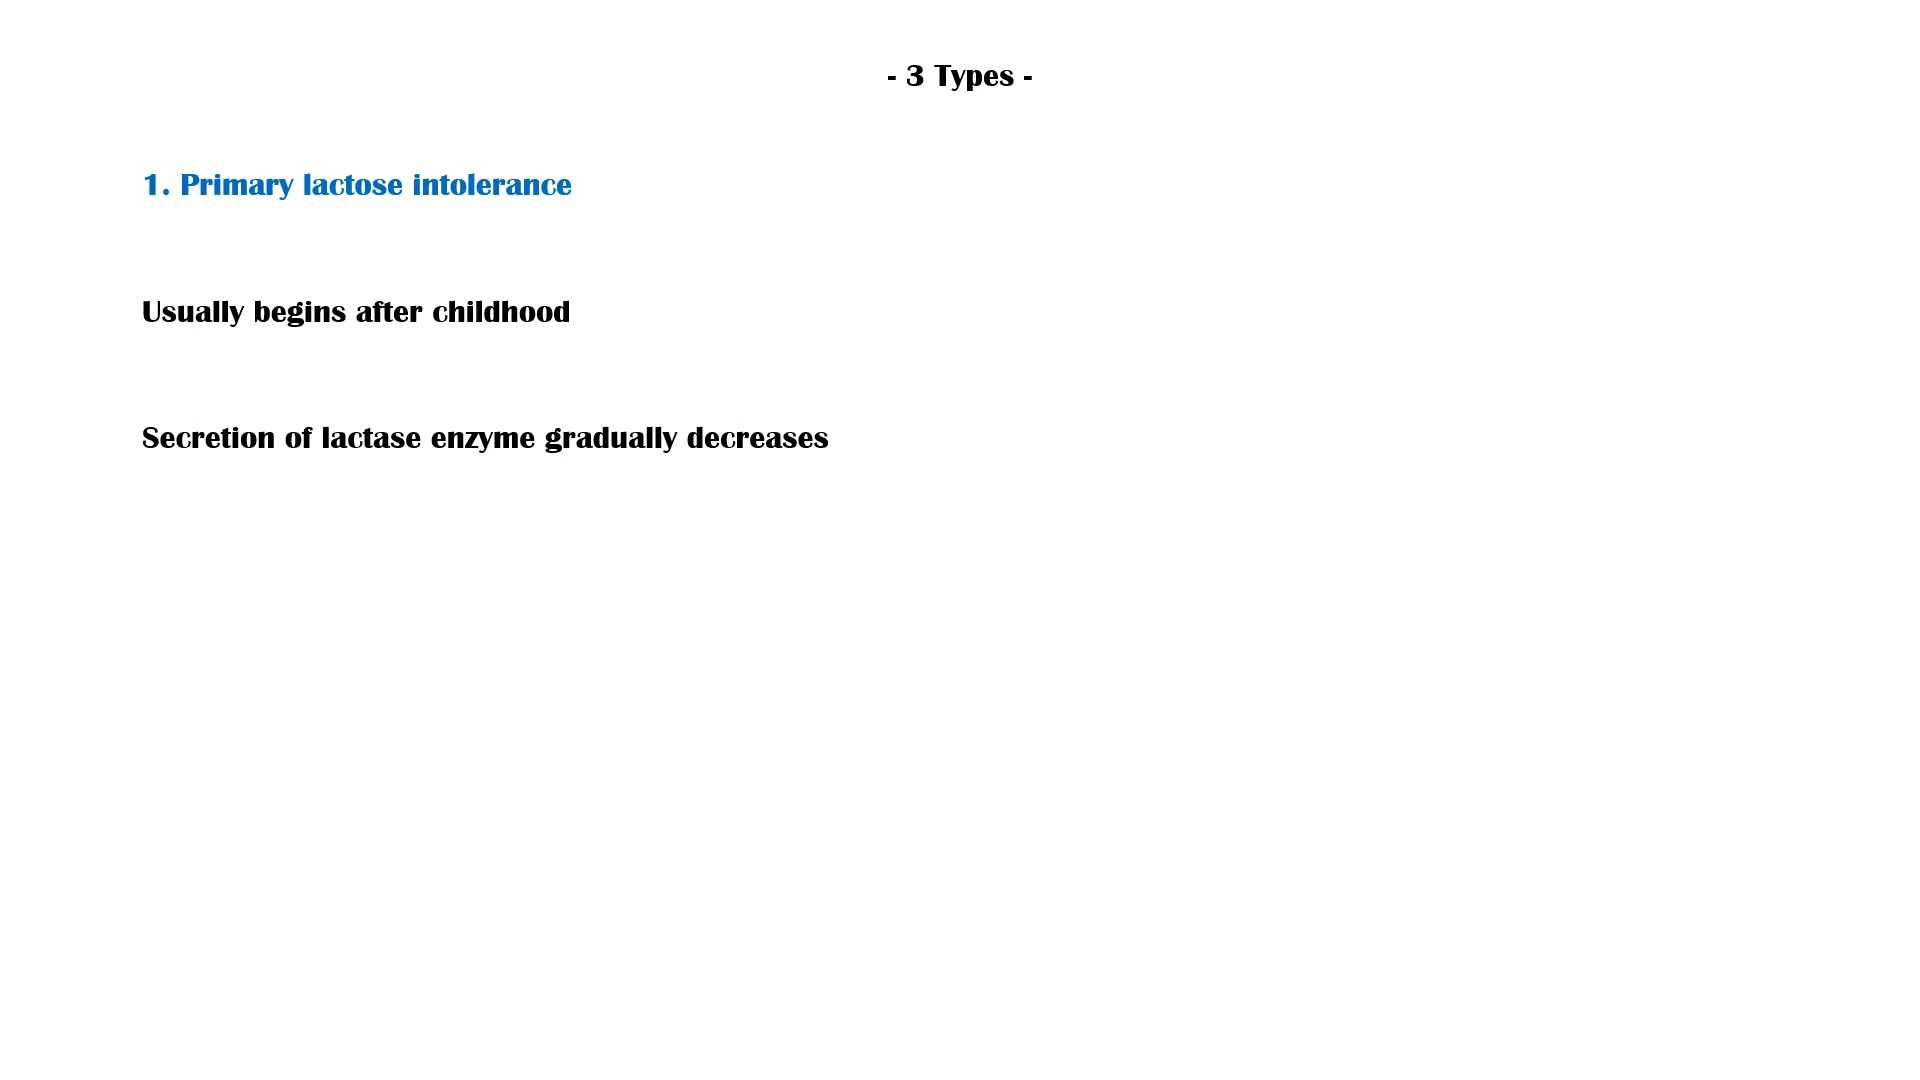 - 3 Types -
1. Primary lactose intolerance
Usually begins after childhood
Secretion of lactase enzyme gradually decreases